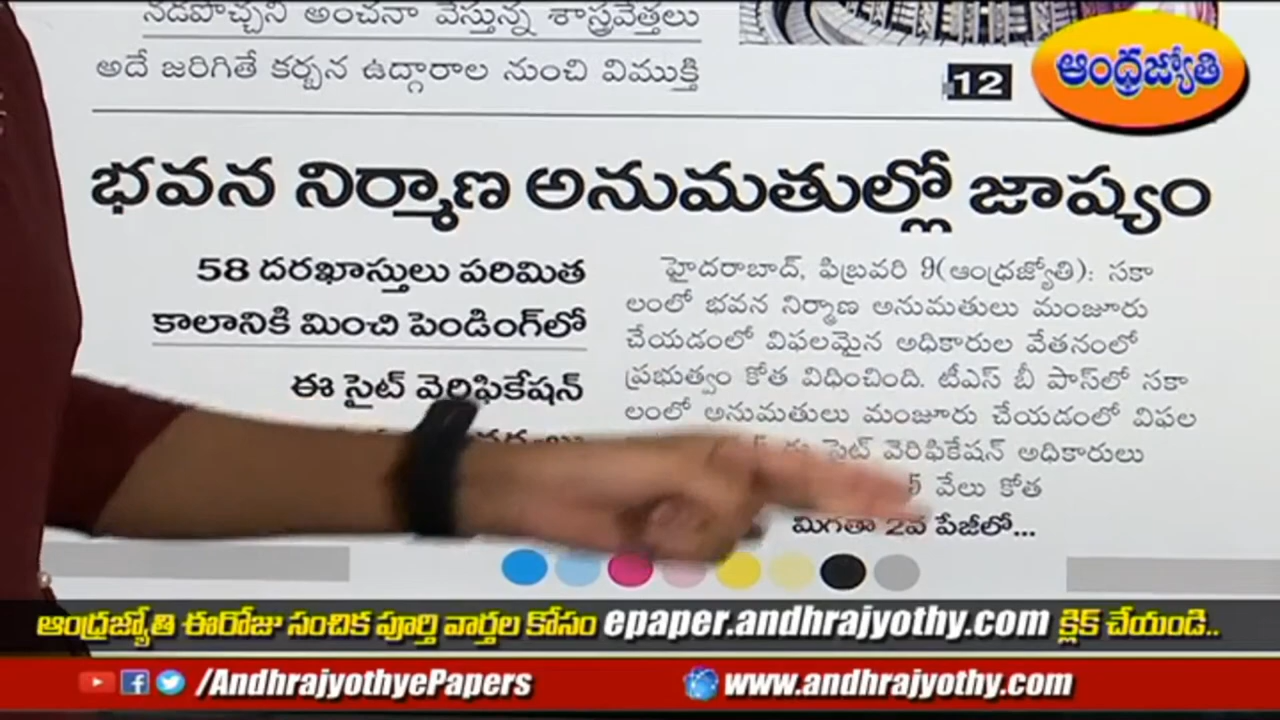 నడపొచ్చని అంచనా వేస్తున్న శాస్త్రవేత్తలు
అదే జరిగితే కర్బన ఉద్గారాల నుంచి విముక్తి
12
ఆంధ్రజ్యోతి
భవన నిర్మాణ అనుమతుల్లో జాప్యం
58 దరఖాస్తులు పరిమిత
కాలానికి మించి పెండింగ్‌లో
ఈ సైట్ వెరిఫికేషన్
హైదరాబాద్, ఫిబ్రవరి 9(ఆంధ్రజ్యోతి): సకా
లంలో భవన నిర్మాణ అనుమతులు మంజూరు
చేయడంలో విఫలమైన అధికారుల వేతనంలో
ప్రభుత్వం కోత విధించింది. టీఎస్ బీ పాస్‌లో సకా
లంలో అనుమతులు మంజూరు చేయడంలో విఫల
ఈ సైట్ వెరిఫికేషన్ అధికారులు
5 వేలు కోత
మిగతా 2వ పేజీలో...
ఆంధ్రజ్యోతి ఈరోజు సంచిక పూర్తి వార్తల కోసం epaper.andhrajyothy.com క్లిక్ చేయండి..
/AndhrajyothyePapers www.andhrajyothy.com